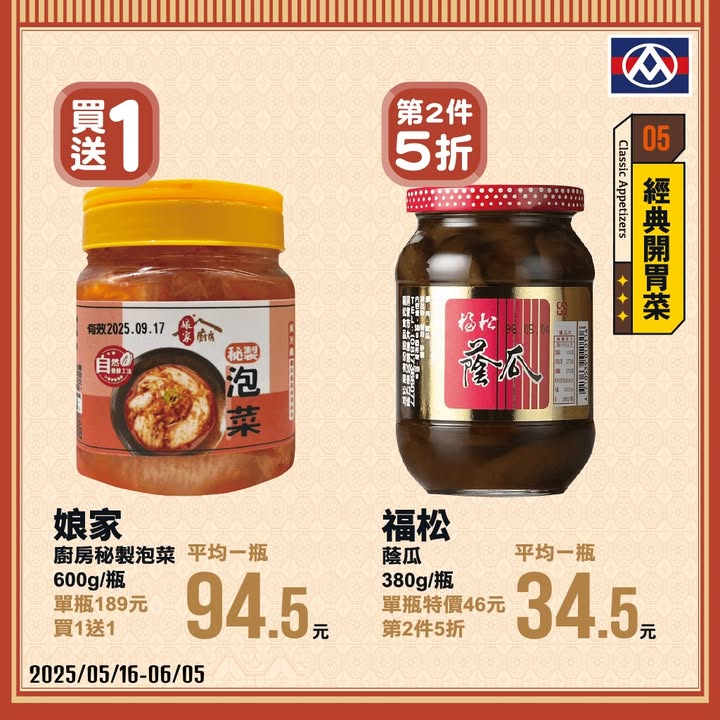 買1
送
第2件
5折
05
經典開胃菜
Classic Appetizers
有效2025.09.17
娘家
廚房
秘製
泡菜
自然
發酵工法
福松
蔭瓜
娘家
廚房秘製泡菜
600g/瓶
單瓶189元
買1送1
平均一瓶
94.5元
福松
蔭瓜
380g/瓶
單瓶特價46元
第2件5折
平均一瓶
34.5元
2025/05/16-06/05